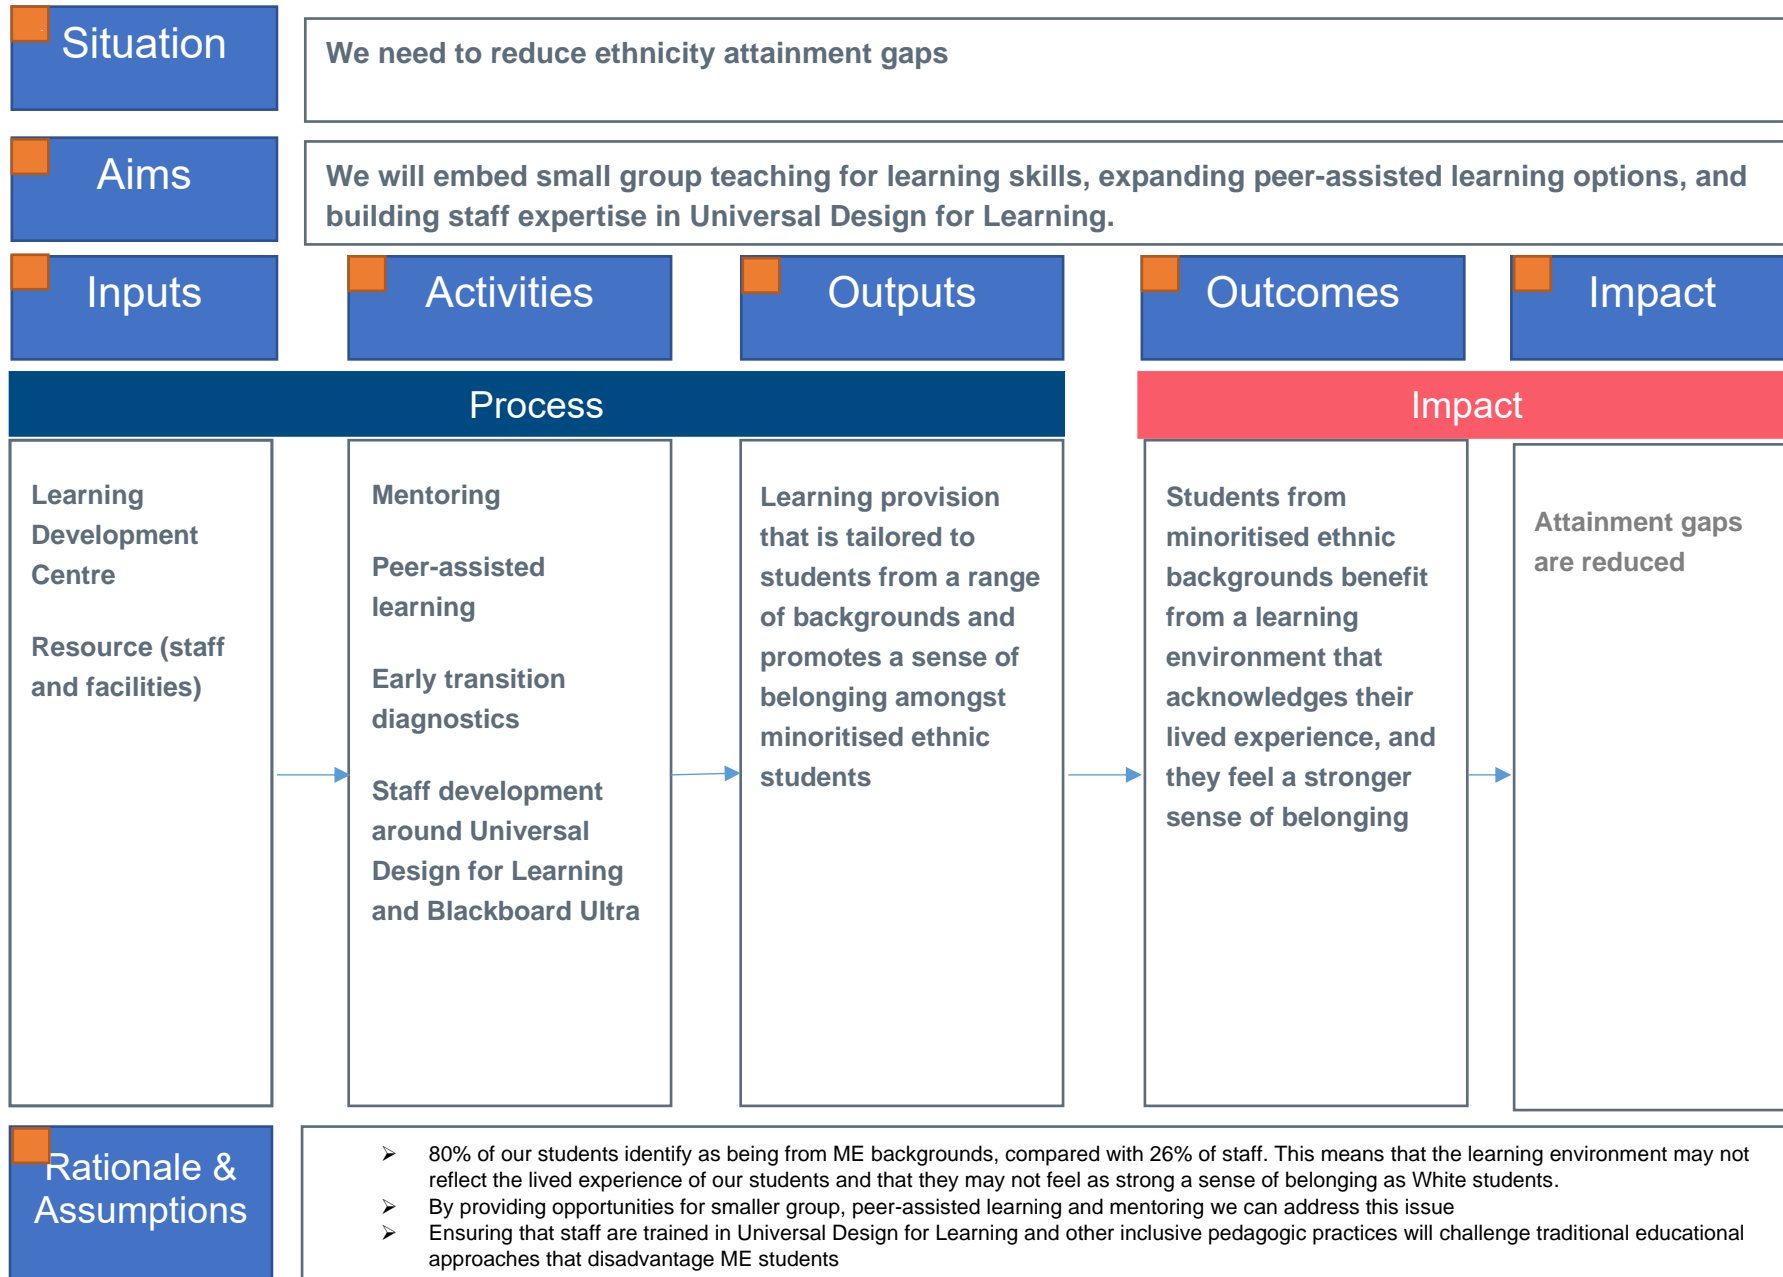 Situation
We need to reduce ethnicity attainment gaps
Aims
We will embed small group teaching for learning skills, expanding peer-assisted learning options, and
building staff expertise in Universal Design for Learning.
Inputs
Activities
Outputs
Outcomes
Impact
Process
Impact
Learning
Development
Centre
Resource (staff
and facilities)
Mentoring
Peer-assisted
learning
Early transition
diagnostics
Staff development
around Universal
Design for Learning
and Blackboard Ultra
Learning provision
that is tailored to
students from a range
of backgrounds and
promotes a sense of
belonging amongst
minoritised ethnic
students
Students from
minoritised ethnic
backgrounds benefit
from a learning
environment that
acknowledges their
lived experience, and
they feel a stronger
sense of belonging
Attainment gaps
are reduced
Rationale &
Assumptions
➢ 80% of our students identify as being from ME backgrounds, compared with 26% of staff. This means that the learning environment may not
reflect the lived experience of our students and that they may not feel as strong a sense of belonging as White students.
➢ By providing opportunities for smaller group, peer-assisted learning and mentoring we can address this issue
➢ Ensuring that staff are trained in Universal Design for Learning and other inclusive pedagogic practices will challenge traditional educational
approaches that disadvantage ME students